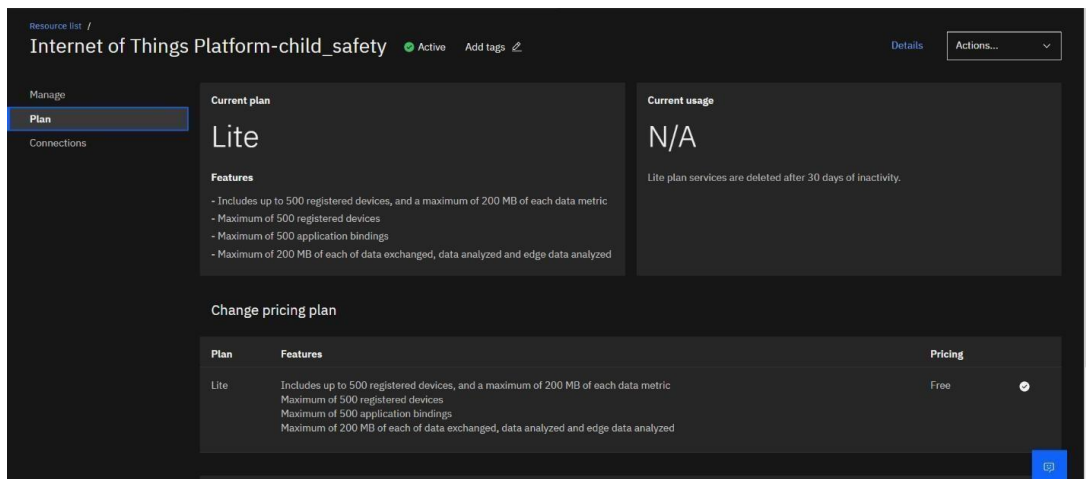 Resource list /
Internet of Things Platform-child_safety Active Add tags Details Actions...
Manage
Plan
Connections
Current plan
Lite
Features
- Includes up to 500 registered devices, and a maximum of 200 MB of each data metric
- Maximum of 500 registered devices
- Maximum of 500 application bindings
- Maximum of 200 MB of each of data exchanged, data analyzed and edge data analyzed
Current usage
N/A
Lite plan services are deleted after 30 days of inactivity.
Change pricing plan
Plan Features Pricing
Lite Includes up to 500 registered devices, and a maximum of 200 MB of each data metric Free
Maximum of 500 registered devices
Maximum of 500 application bindings
Maximum of 200 MB of each of data exchanged, data analyzed and edge data analyzed